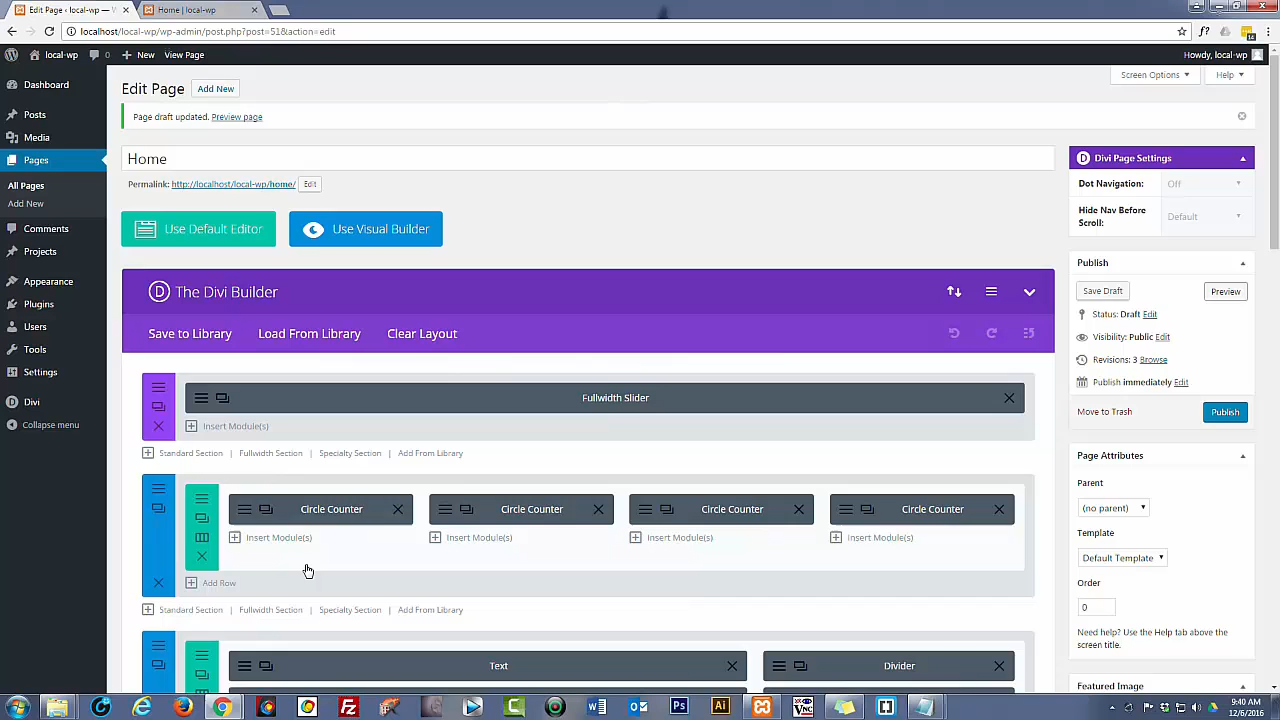 Edit Page ‹ local-wp — W
Home | local-wp
localhost/local-wp/wp-admin/post.php?post=51&action=edit
local-wp
0
New
View Page
Howdy, local-wp
Dashboard
Posts
Media
Pages
All Pages
Add New
Comments
Projects
Appearance
Plugins
Users
Tools
Settings
Divi
Collapse menu
Screen Options
Help
Edit Page
Add New
Page draft updated. Preview page
Home
Permalink: http://localhost/local-wp/home/
Edit
Use Default Editor
Use Visual Builder
D The Divi Builder
Save to Library
Load From Library
Clear Layout
Fullwidth Slider
Insert Module(s)
Standard Section | Fullwidth Section | Specialty Section | Add From Library
Circle Counter
Circle Counter
Circle Counter
Circle Counter
Insert Module(s)
Insert Module(s)
Insert Module(s)
Insert Module(s)
Add Row
Standard Section | Fullwidth Section | Specialty Section | Add From Library
Text
Divider
D Divi Page Settings
Dot Navigation:
Off
Hide Nav Before
Scroll:
Default
Publish
Save Draft
Preview
Status: Draft Edit
Visibility: Public Edit
Revisions: 3 Browse
Publish immediately Edit
Move to Trash
Publish
Page Attributes
Parent
(no parent)
Template
Default Template
Order
0
Need help? Use the Help tab above the
screen title.
Featured Image
9:40 AM
12/6/2016